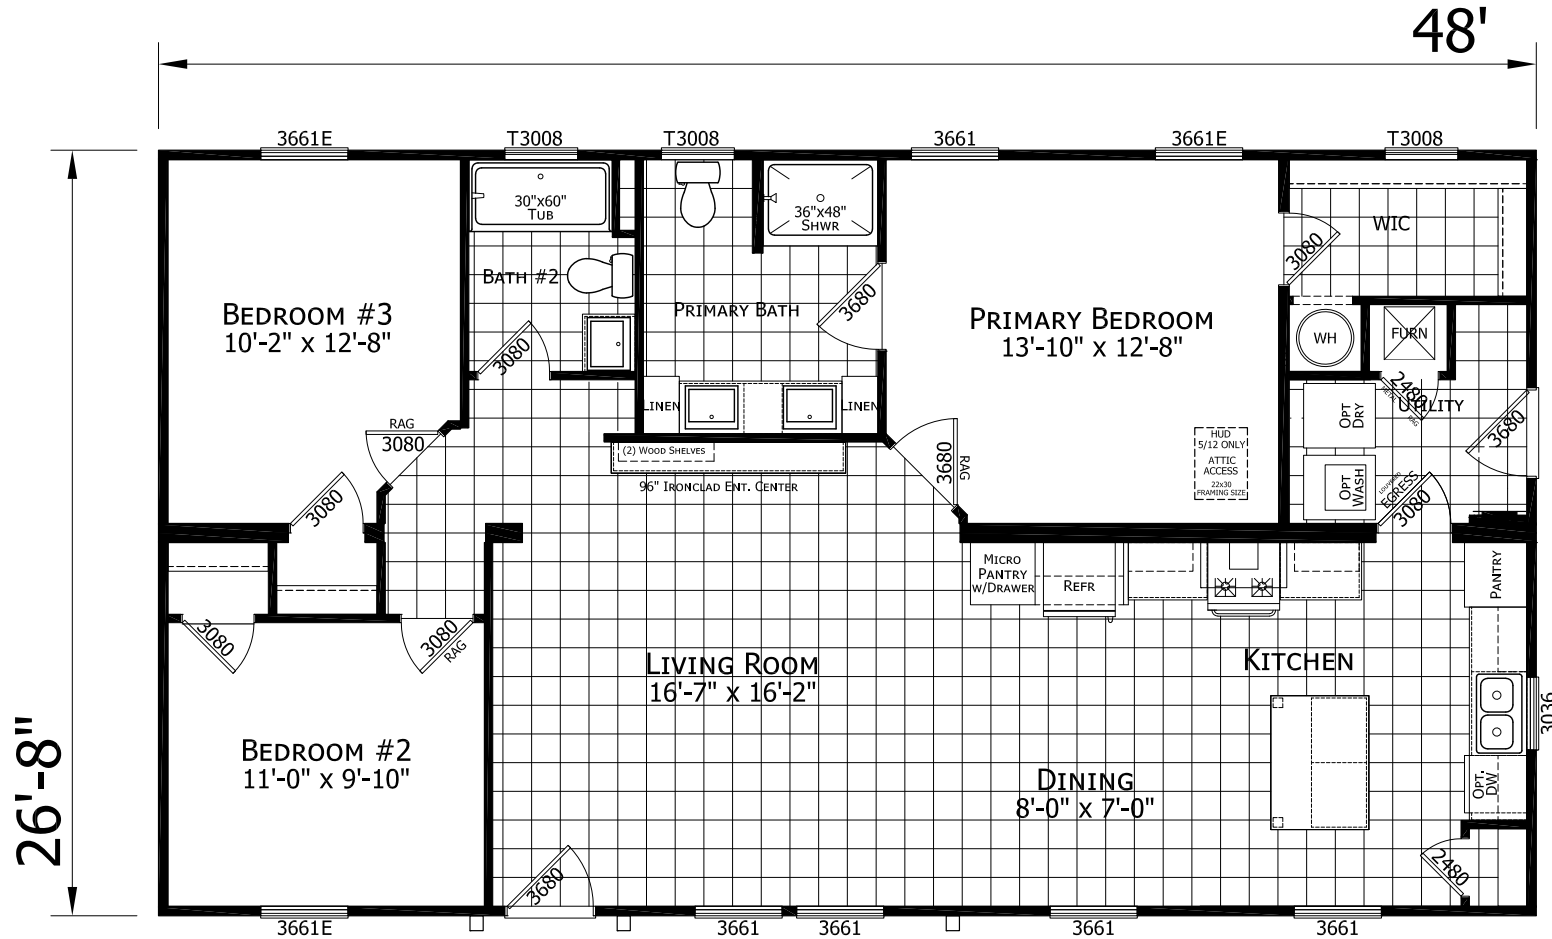 48'
3661E
T3008
T3008
3661
3661E
T3008
30"x60"
TUB
36"x48"
SHWR
WIC
3080
BATH #2
PRIMARY BATH
3680
BEDROOM #3
10'-2" X 12'-8"
PRIMARY BEDROOM
13'-10" X 12'-8"
WH
FURN
3080
2480
RAG
UTILITY
LINEN
LINEN
OPT
DRY
3680
RAG
3080
HUD
5/12 ONLY
ATTIC
ACCESS
22x30
FRAMING SIZE
(2) WOOD SHELVES
96" IRONCLAD ENT. CENTER
3680
RAG
OPT
WASH
EGRESS
3080
3080
MICRO
PANTRY
W/DRAWER
REFR
PANTRY
3080
3080
RAG
LIVING ROOM
16'-7" X 16'-2"
KITCHEN
3036
26'-8"
BEDROOM #2
11'-0" X 9'-10"
DINING
8'-0" X 7'-0"
OPT.
DW
3680
2480
3661E
3661
3661
3661
3661